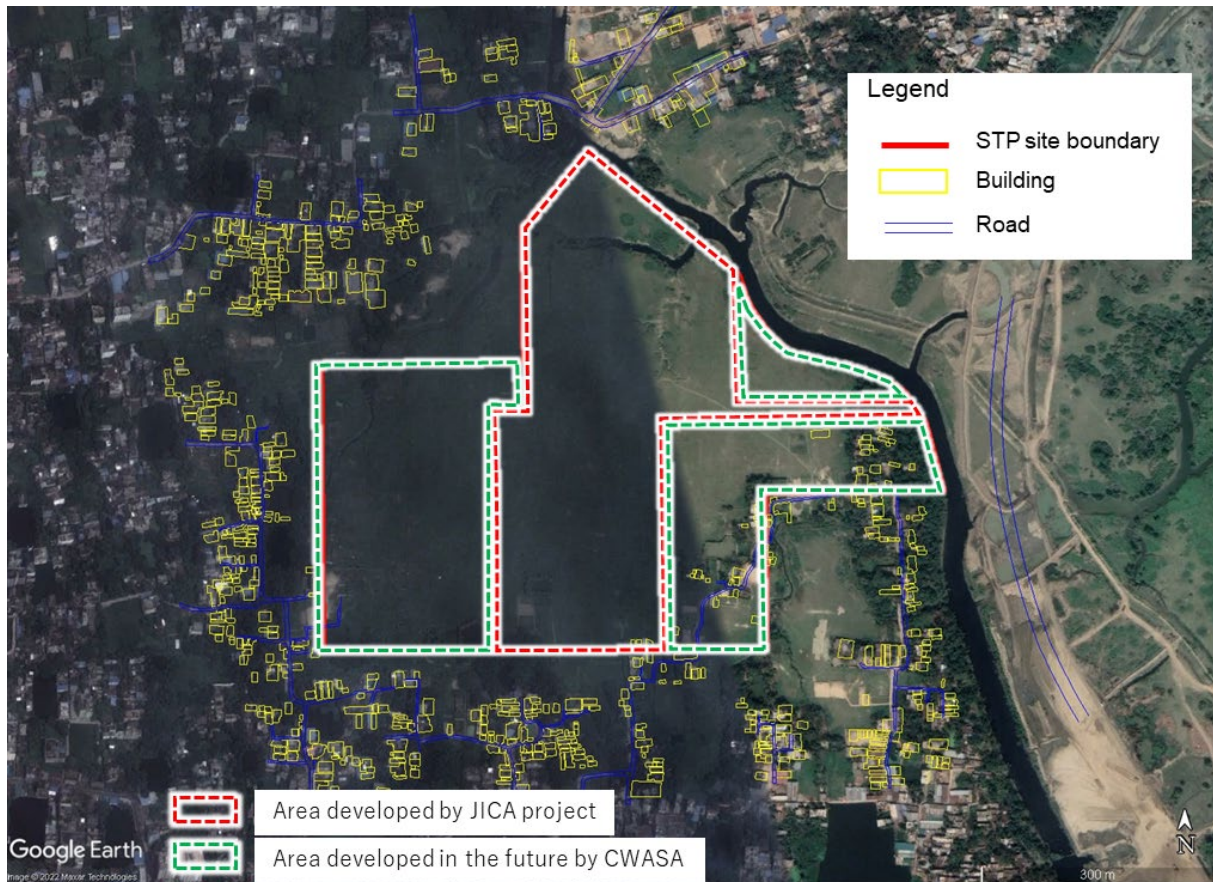 Legend
STP site boundary
Building
Road
Area developed by JICA project
Area developed in the future by CWASA
Google Earth
Image © 2022 Maxar Technologies
N
300 m